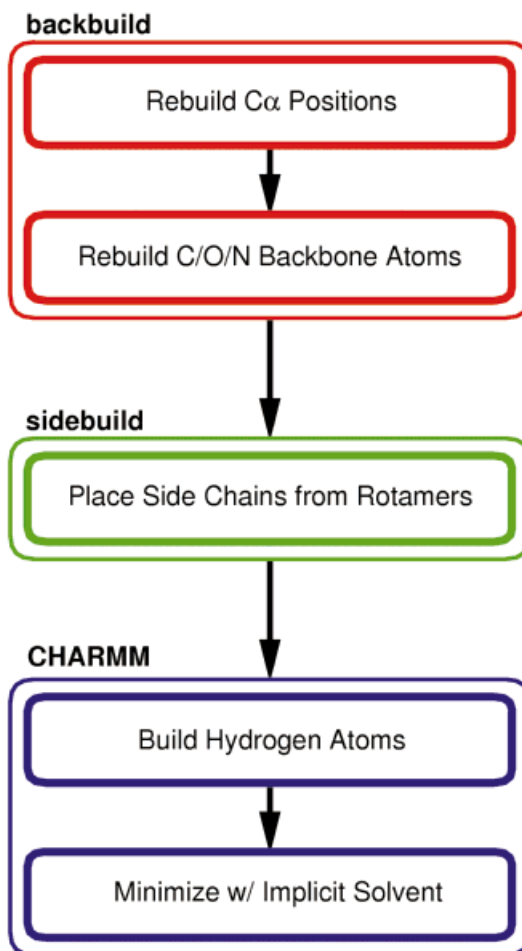 backbuild
Rebuild Cα Positions
Rebuild C/O/N Backbone Atoms
sidebuild
Place Side Chains from Rotamers
CHARMM
Build Hydrogen Atoms
Minimize w/ Implicit Solvent